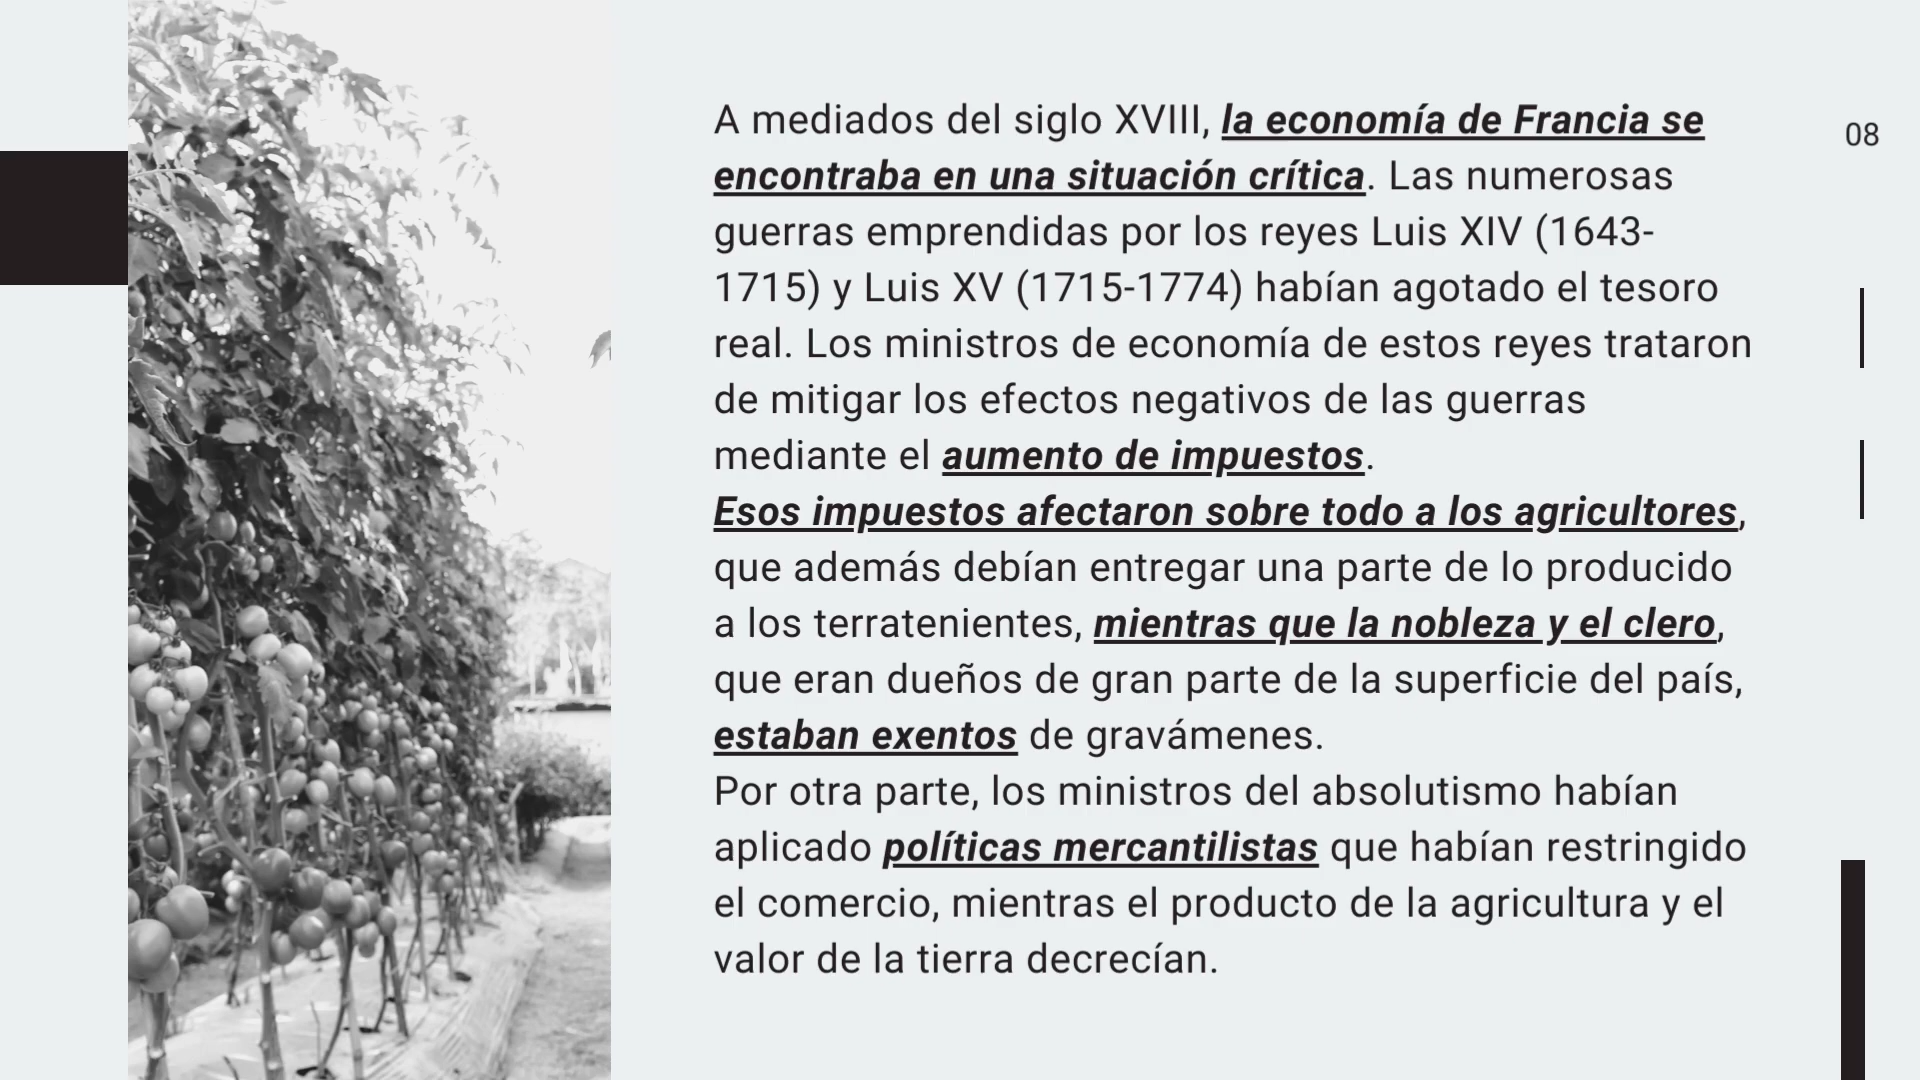 A mediados del siglo XVIII, la economía de Francia se
encontraba en una situación crítica. Las numerosas
guerras emprendidas por los reyes Luis XIV (1643-
1715) y Luis XV (1715-1774) habían agotado el tesoro
real. Los ministros de economía de estos reyes trataron
de mitigar los efectos negativos de las guerras
mediante el aumento de impuestos.
Esos impuestos afectaron sobre todo a los agricultores,
que además debían entregar una parte de lo producido
a los terratenientes, mientras que la nobleza y el clero,
que eran dueños de gran parte de la superficie del país,
estaban exentos de gravámenes.
Por otra parte, los ministros del absolutismo habían
aplicado políticas mercantilistas que habían restringido
el comercio, mientras el producto de la agricultura y el
valor de la tierra decrecían.
08